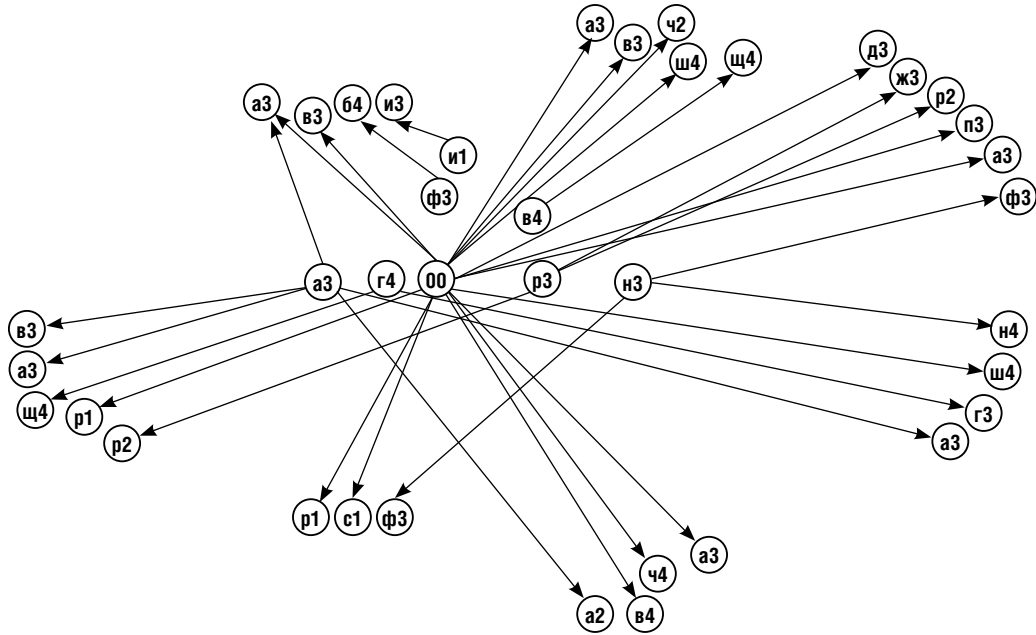 а3
ч2
в3
д3
ш4
щ4
ж3
а3
в3
б4
и3
р2
п3
и1
а3
ф3
ф3
в4
а3
г4
00
р3
н3
в3
н4
а3
ш4
щ4
р1
г3
р2
а3
р1
с1
ф3
а3
ч4
а2
в4